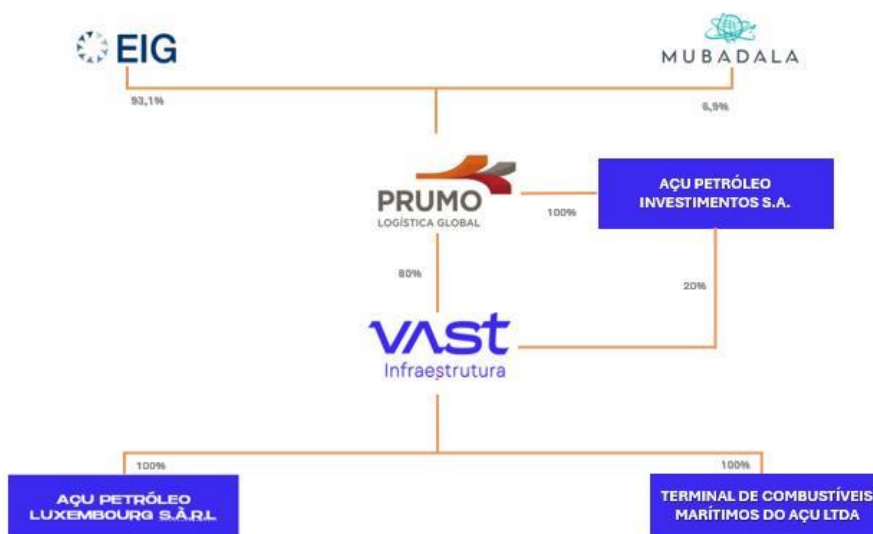 EIG
MUBADALA
93,1%
6,9%
PRUMO
LOGÍSTICA GLOBAL
100%
AÇU PETRÓLEO
INVESTIMENTOS S.A.
80%
20%
VAST
Infraestrutura
100%
100%
AÇU PETRÓLEO
LUXEMBOURG S.À.R.L
TERMINAL DE COMBUSTÍVEIS
MARÍTIMOS DO AÇU LTDA